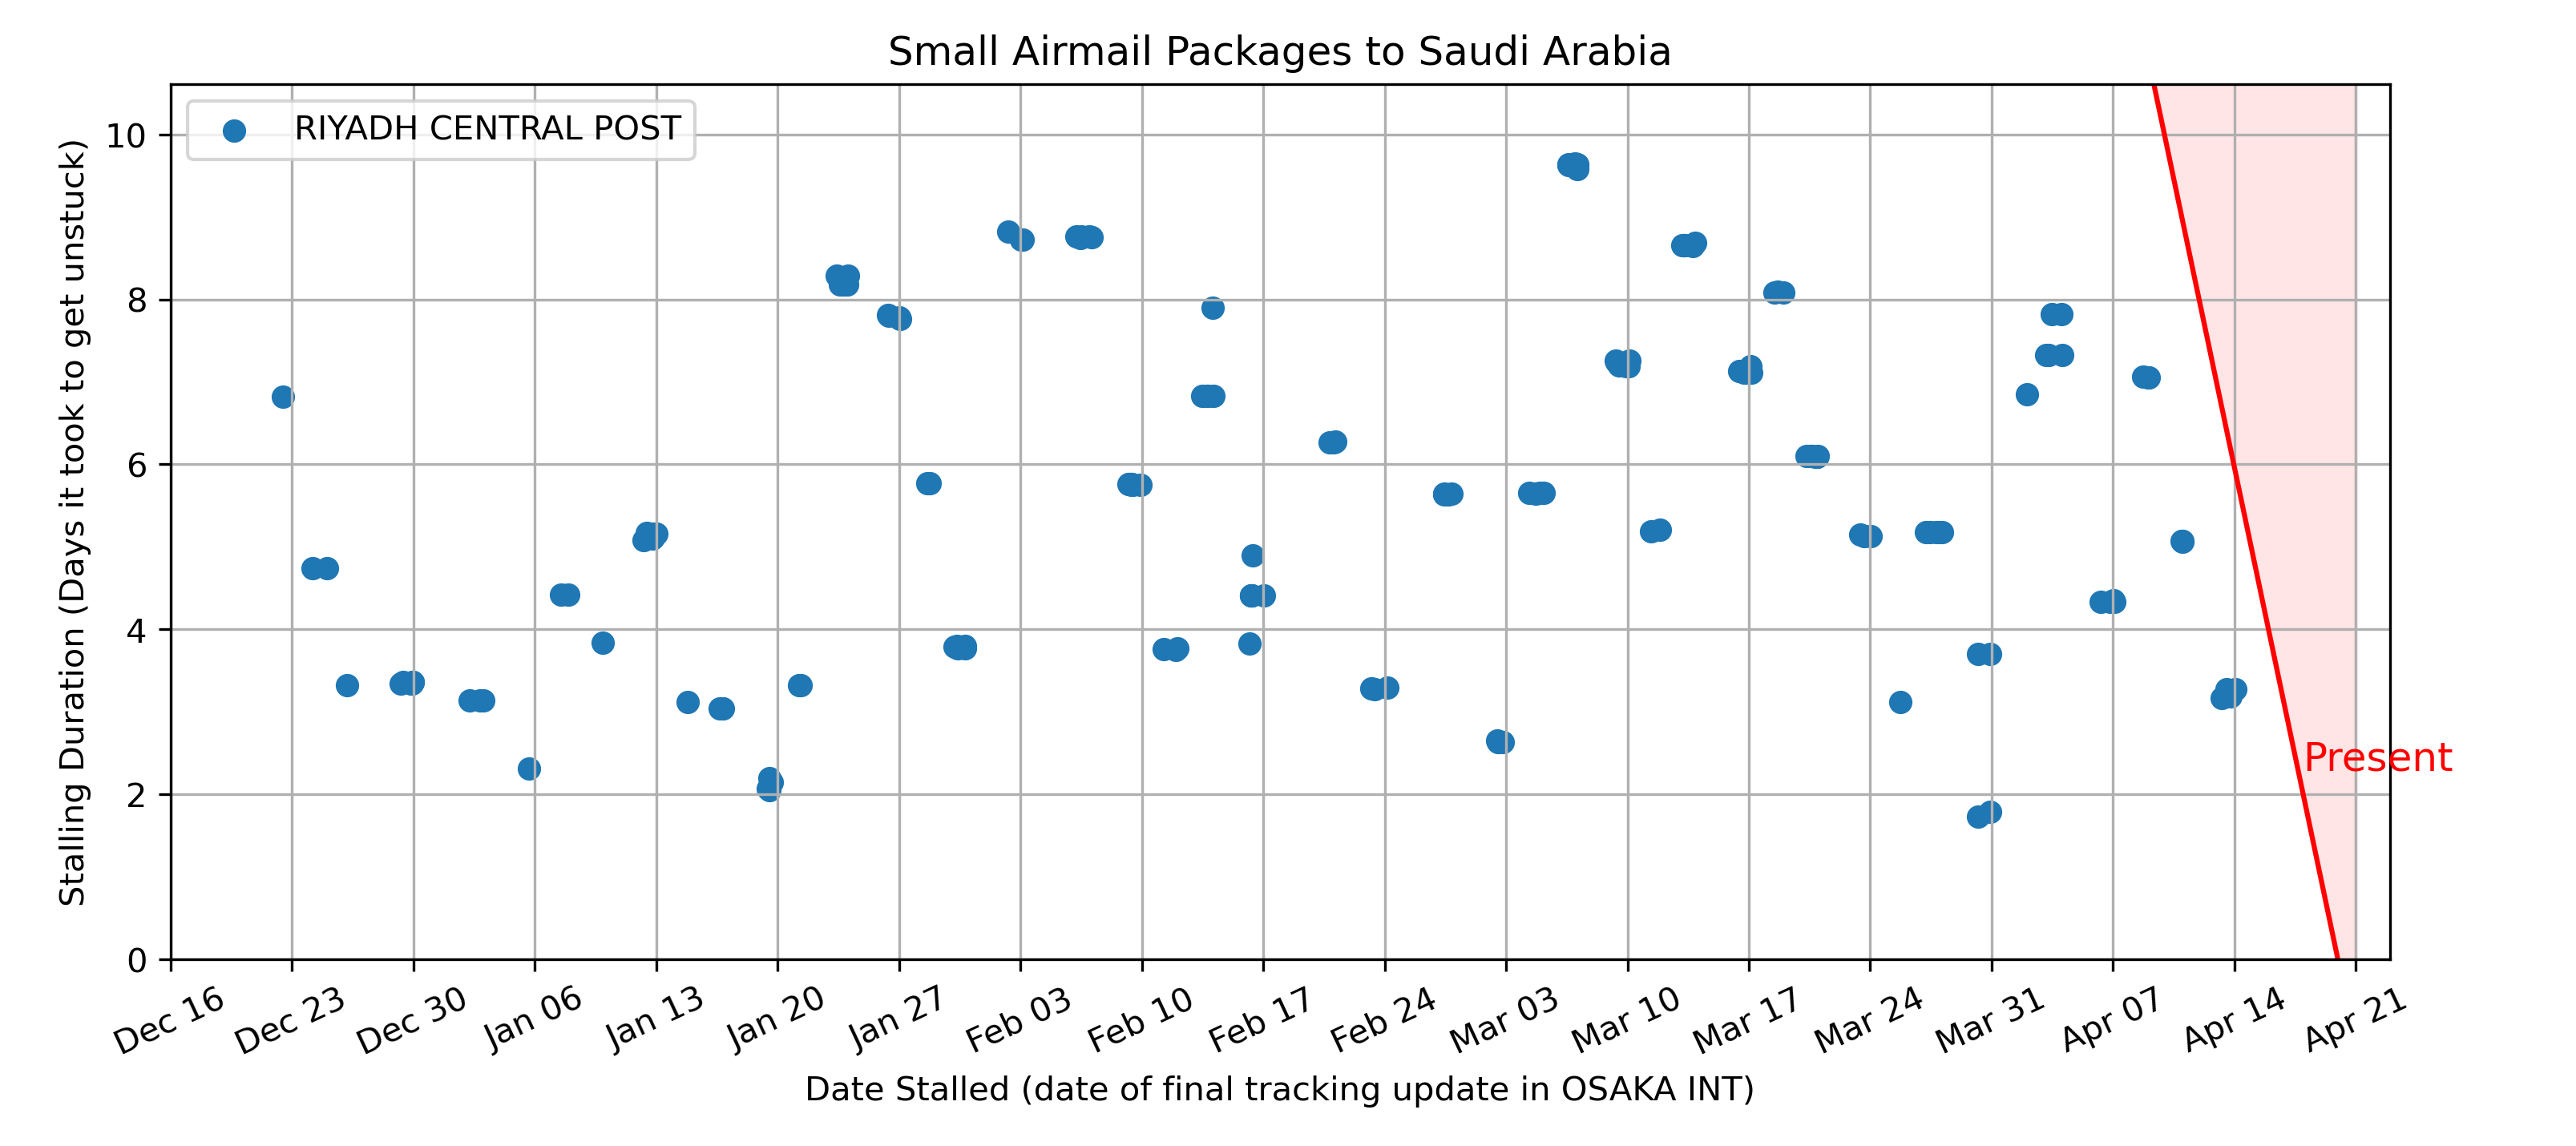 Small Airmail Packages to Saudi Arabia
RIYADH CENTRAL POST
Stalling Duration (Days it took to get unstuck)
10
8
6
4
2
0
Present
Dec 16
Dec 23
Dec 30
Jan 06
Jan 13
Jan 20
Jan 27
Feb 03
Feb 10
Feb 17
Feb 24
Mar 03
Mar 10
Mar 17
Mar 24
Mar 31
Apr 07
Apr 14
Apr 21
Date Stalled (date of final tracking update in OSAKA INT)